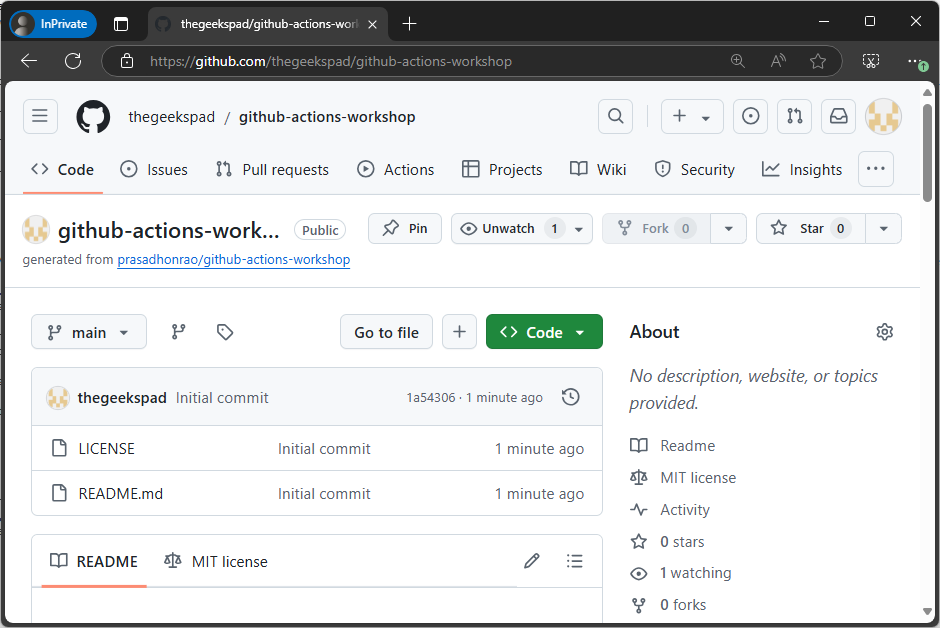 InPrivate
thegeekspad/github-actions-wor
https://github.com/thegeekspad/github-actions-workshop
thegeekspad / github-actions-workshop
Code Issues Pull requests Actions Projects Wiki Security Insights
github-actions-work... Public Pin Unwatch 1 Fork 0 Star 0
generated from prasadhonrao/github-actions-workshop
main Go to file Code About
No description, website, or topics
provided.
thegeekspad Initial commit 1a54306 · 1 minute ago
LICENSE Initial commit 1 minute ago
README.md Initial commit 1 minute ago
README MIT license
Readme
MIT license
Activity
0 stars
1 watching
0 forks